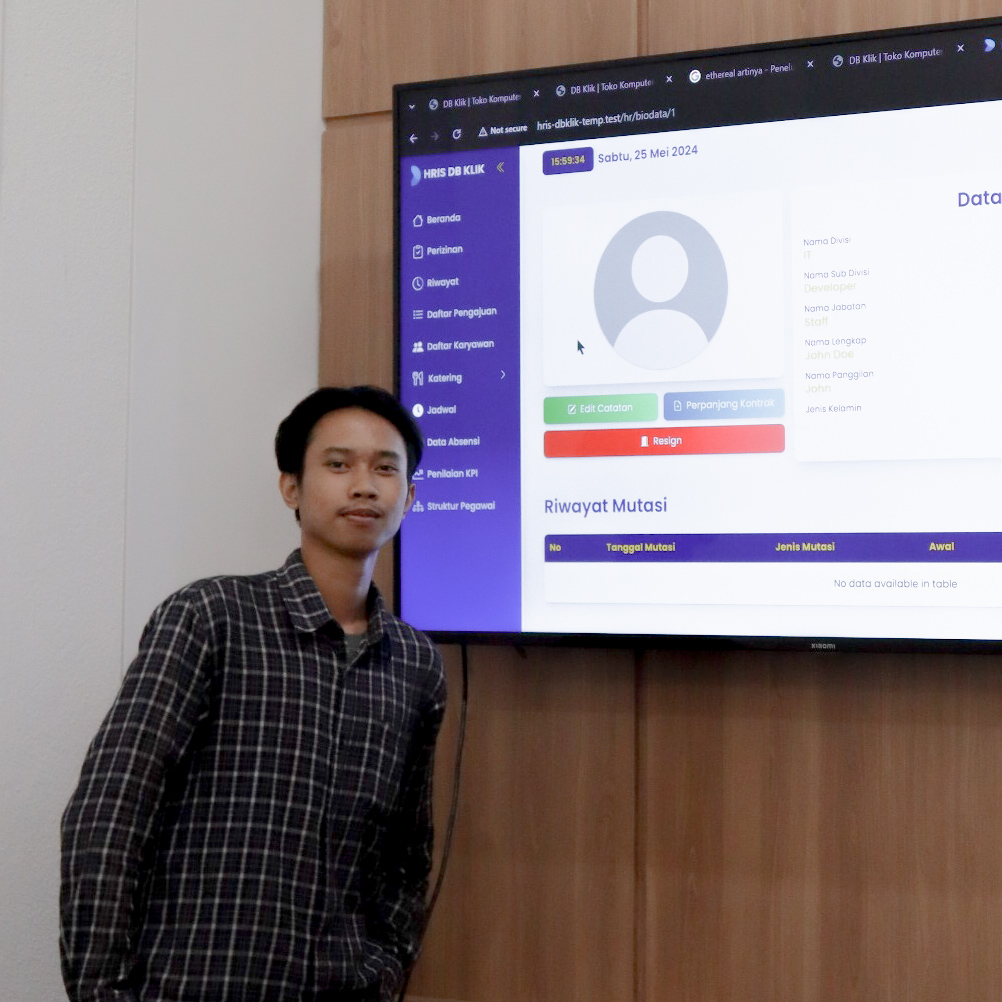 DB Klik | Toko Komputer
DB Klik | Toko Komputer
ethereal artinya - Penelu
DB Klik | Toko Komputer
Not secure
hris-dbklik-temp.test/hr/biodata/1
HRIS DB KLIK
15:59:34
Sabtu, 25 Mei 2024
Beranda
Perizinan
Riwayat
Daftar Pengajuan
Daftar Karyawan
Katering
Jadwal
Data Absensi
Penilaian KPI
Struktur Pegawai
Edit Catatan
Perpanjang Kontrak
Resign
Data
Nama Divisi
IT
Nama Sub Divisi
Developer
Nama Jabatan
Staff
Nama Lengkap
John Doe
Nama Panggilan
John
Jenis Kelamin
Riwayat Mutasi
No Tanggal Mutasi Jenis Mutasi Awal
No data available in table
xiaomi